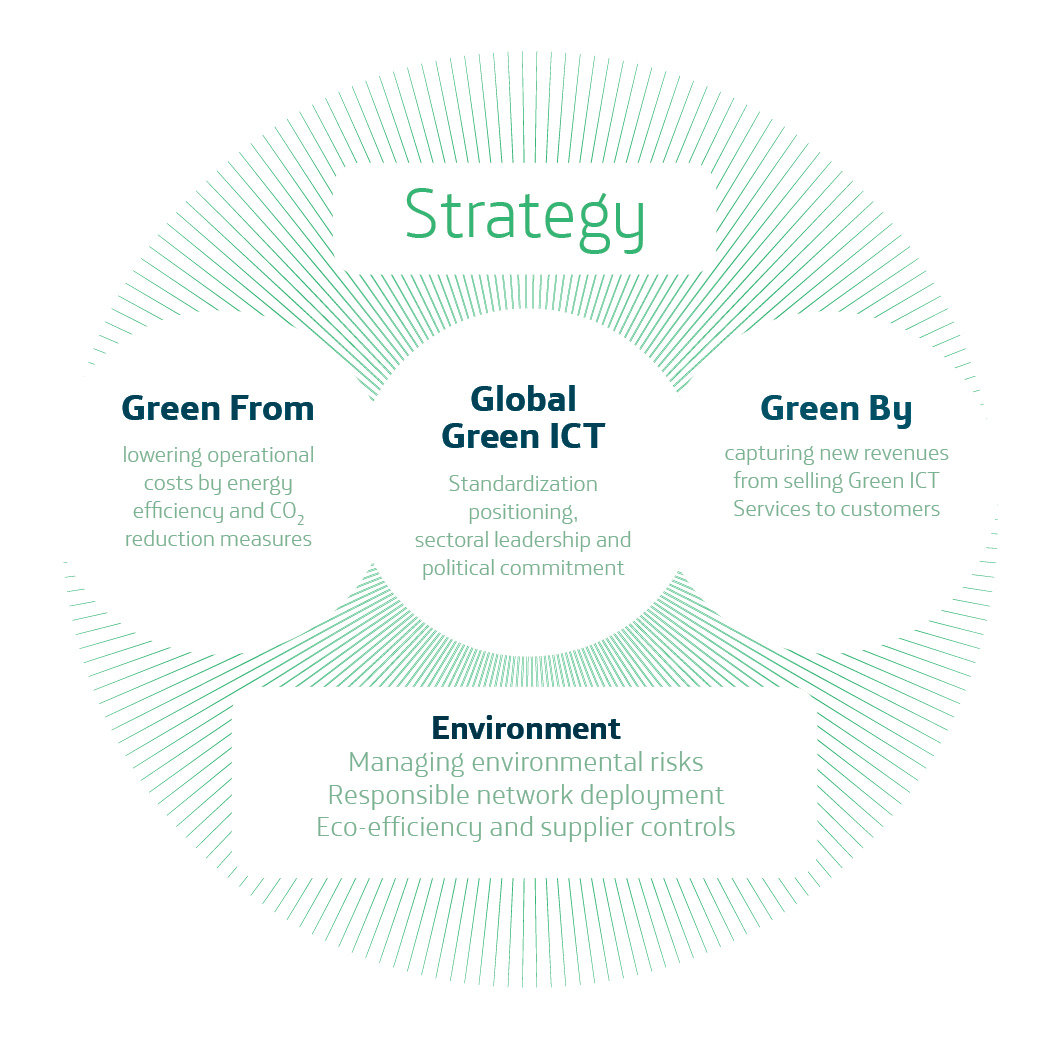 Strategy
Green From
lowering operational
costs by energy
efficiency and CO₂
reduction measures
Global
Green ICT
Standardization
positioning,
sectoral leadership and
political commitment
Green By
capturing new revenues
from selling Green ICT
Services to customers
Environment
Managing environmental risks
Responsible network deployment
Eco-efficiency and supplier controls